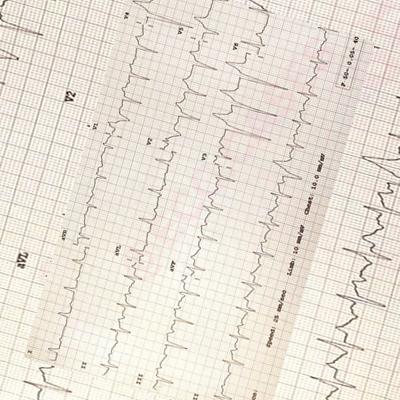 I aVR V1 V4
II aVL V2 V5
III aVF V3 V6
II
Speed: 25 mm/sec Limb: 10 mm/mV Chest: 10.0 mm/mV
F 50~ 0.05- 40
aVL V2